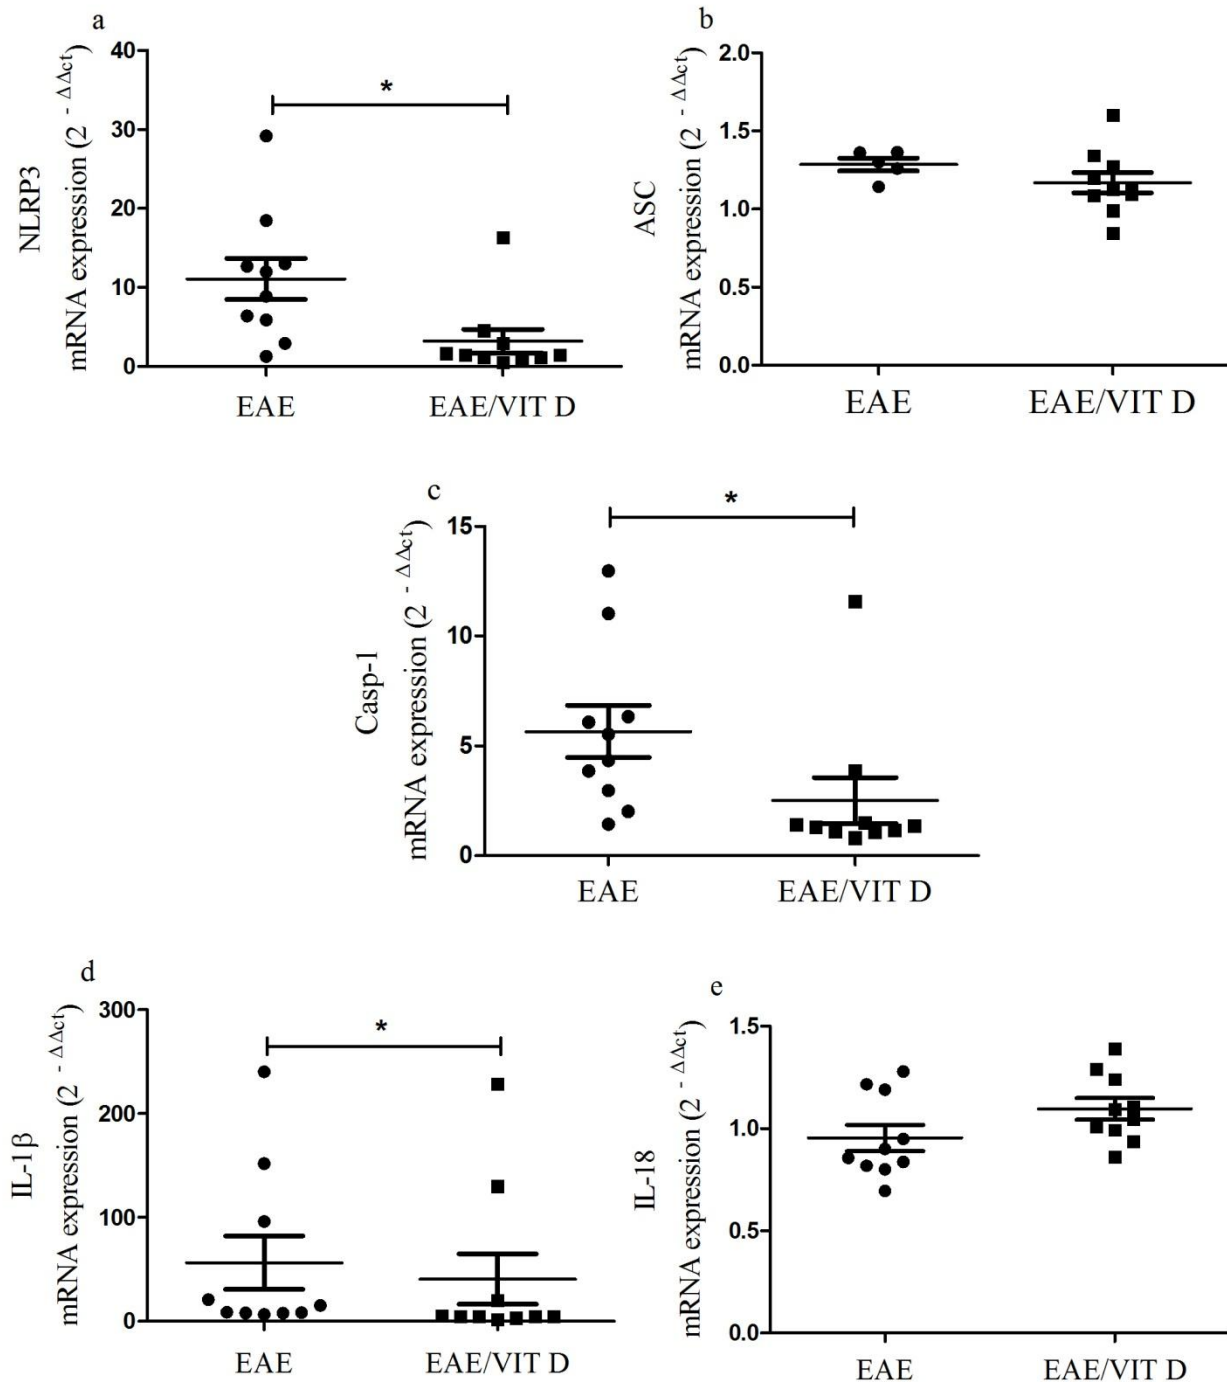 a
NLRP3
mRNA expression (2 - ΔΔct)
40
30
20
10
0
*
EAE
EAE/VIT D
b
ASC
mRNA expression (2 - ΔΔct)
2.0
1.5
1.0
0.5
0.0
EAE
EAE/VIT D
c
Casp-1
mRNA expression (2 - ΔΔct)
15
10
5
0
*
EAE
EAE/VIT D
d
IL-1β
mRNA expression (2 - ΔΔct)
300
200
100
0
*
EAE
EAE/VIT D
e
IL-18
mRNA expression (2 - ΔΔct)
1.5
1.0
0.5
0.0
EAE
EAE/VIT D